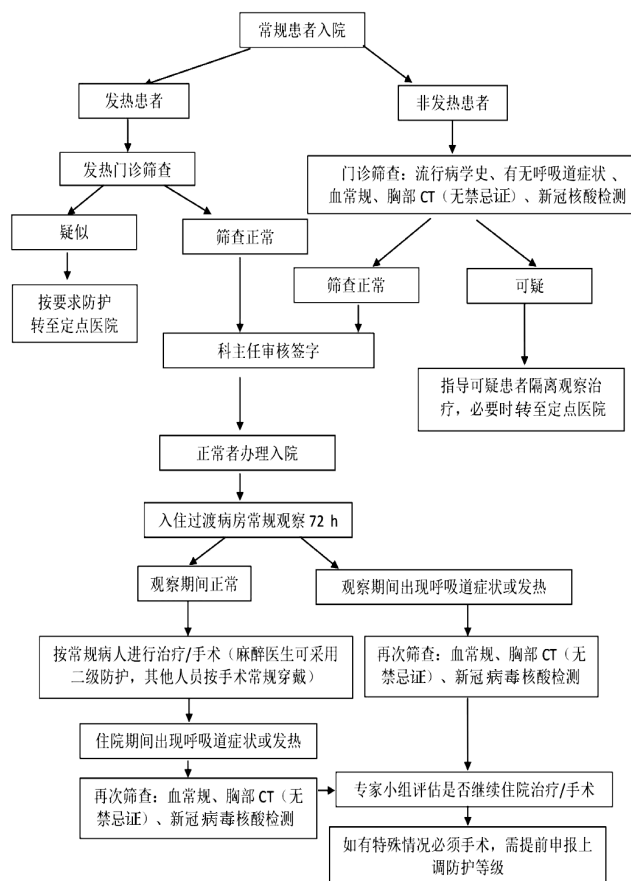 常规患者入院
发热患者
非发热患者
发热门诊筛查
门诊筛查：流行病学史、有无呼吸道症状、
血常规、胸部 CT（无禁忌证）、新冠核酸检测
疑似
筛查正常
筛查正常
可疑
按要求防护
转至定点医院
科主任审核签字
指导可疑患者隔离观察治
疗，必要时转至定点医院
正常者办理入院
入住过渡病房常规观察 72 h
观察期间正常
观察期间出现呼吸道症状或发热
按常规病人进行治疗/手术（麻醉医生可采用
二级防护，其他人员按手术常规穿戴）
再次筛查：血常规、胸部 CT（无
禁忌证）、新冠病毒核酸检测
住院期间出现呼吸道症状或发热
再次筛查：血常规、胸部 CT（无
禁忌证）、新冠病毒核酸检测
专家小组评估是否继续住院治疗/手术
如有特殊情况必须手术，需提前申报上
调防护等级